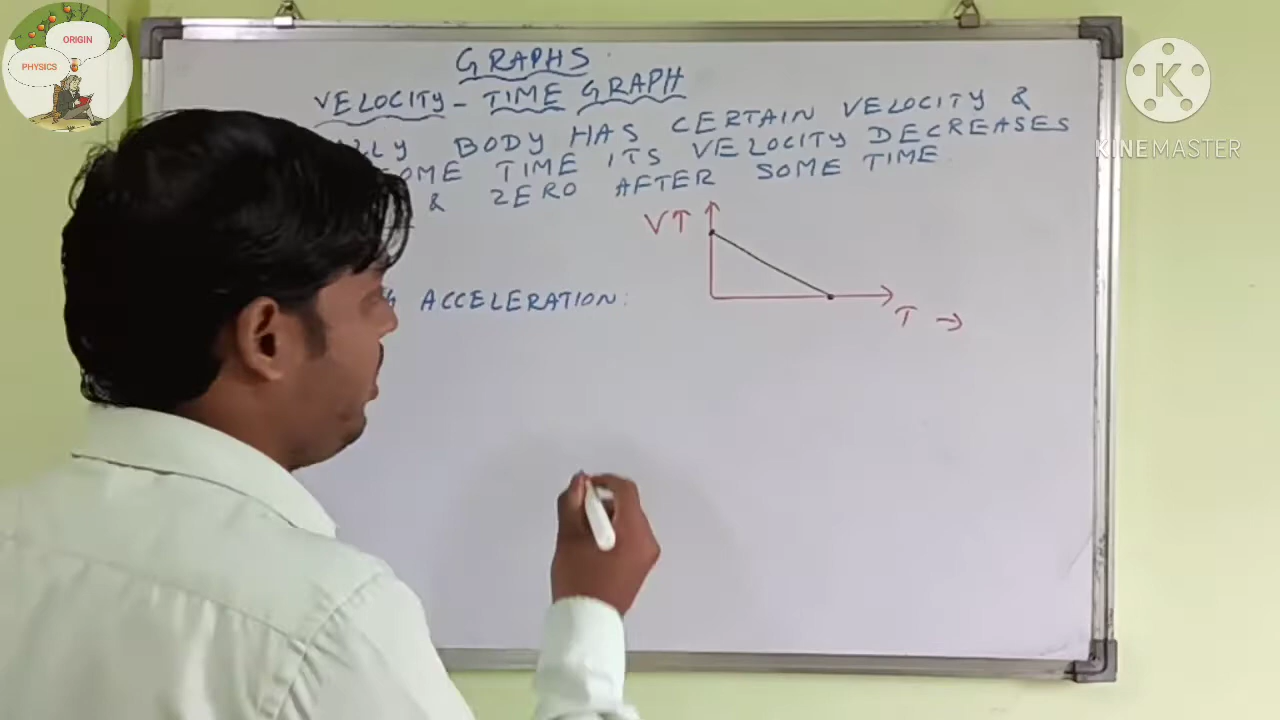 ORIGIN
PHYSICS
KINEMASTER
GRAPHS
VELOCITY - TIME GRAPH
BODY HAS CERTAIN VELOCITY &
TIME ITS VELOCITY DECREASES
& ZERO AFTER SOME TIME
V↑
ACCELERATION:
T →